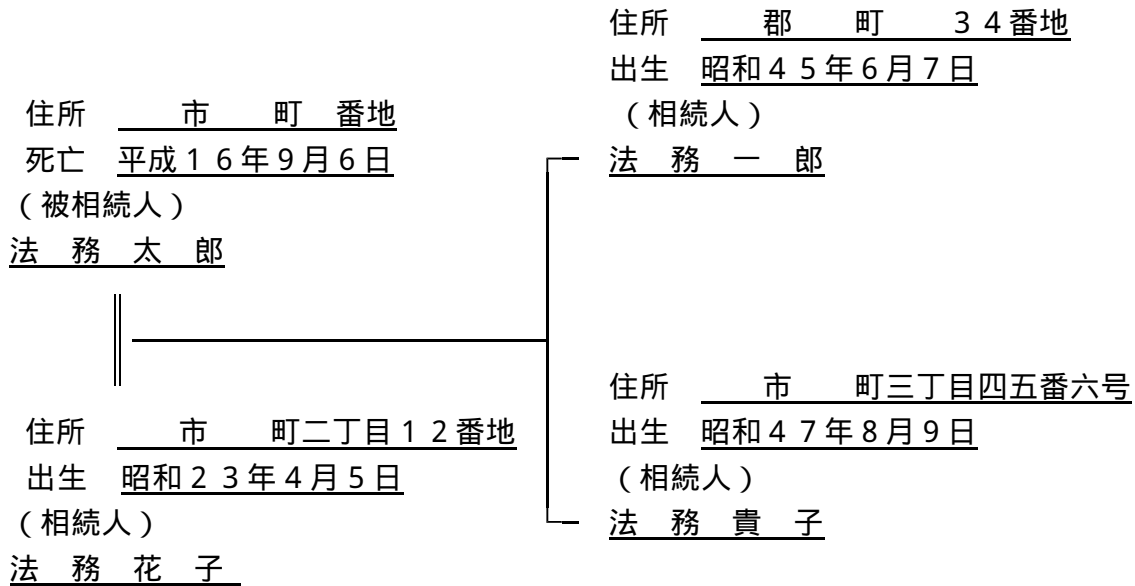 住所　　　郡　　町　　３４番地
出生　昭和４５年６月７日
（相続人）
法　務　一　郎
住所　　　市　　町　番地
死亡　平成１６年９月６日
（被相続人）
法　務　太　郎
住所　　　市　　町二丁目１２番地
出生　昭和２３年４月５日
（相続人）
法　務　花　子
住所　　　市　　町三丁目四五番六号
出生　昭和４７年８月９日
（相続人）
法　務　貴　子